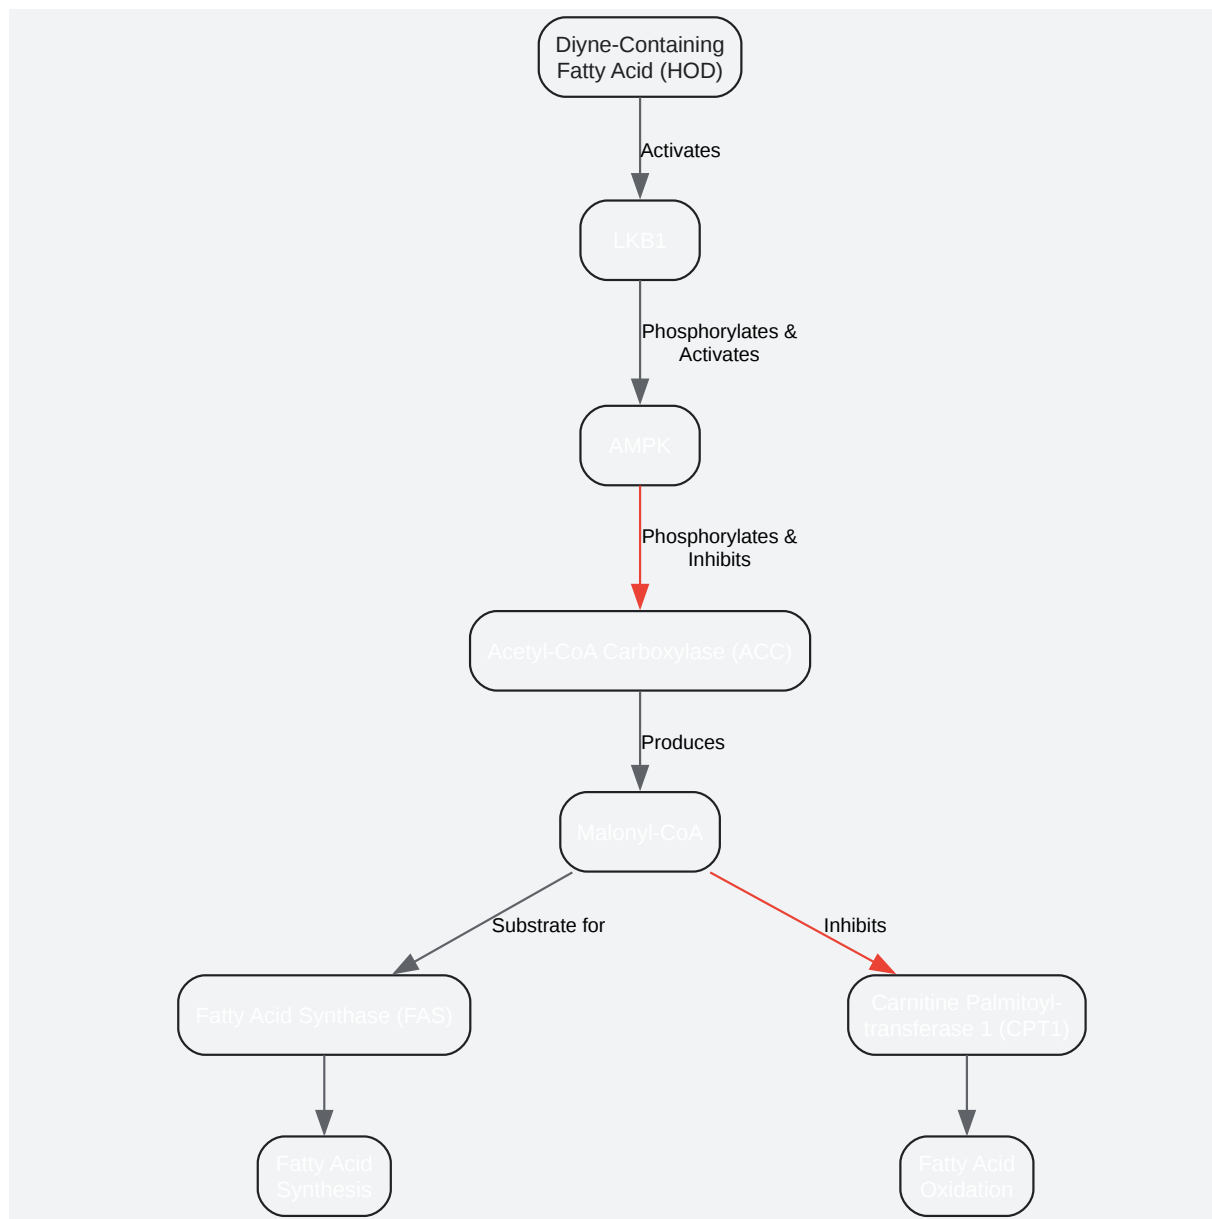 Diyne-Containing
Fatty Acid (HOD)
Activates
LKB1
Phosphorylates &
Activates
AMPK
Phosphorylates &
Inhibits
Acetyl-CoA Carboxylase (ACC)
Produces
Malonyl-CoA
Substrate for
Inhibits
Fatty Acid Synthase (FAS)
Carnitine Palmitoyl-
transferase 1 (CPT1)
Fatty Acid
Synthesis
Fatty Acid
Oxidation